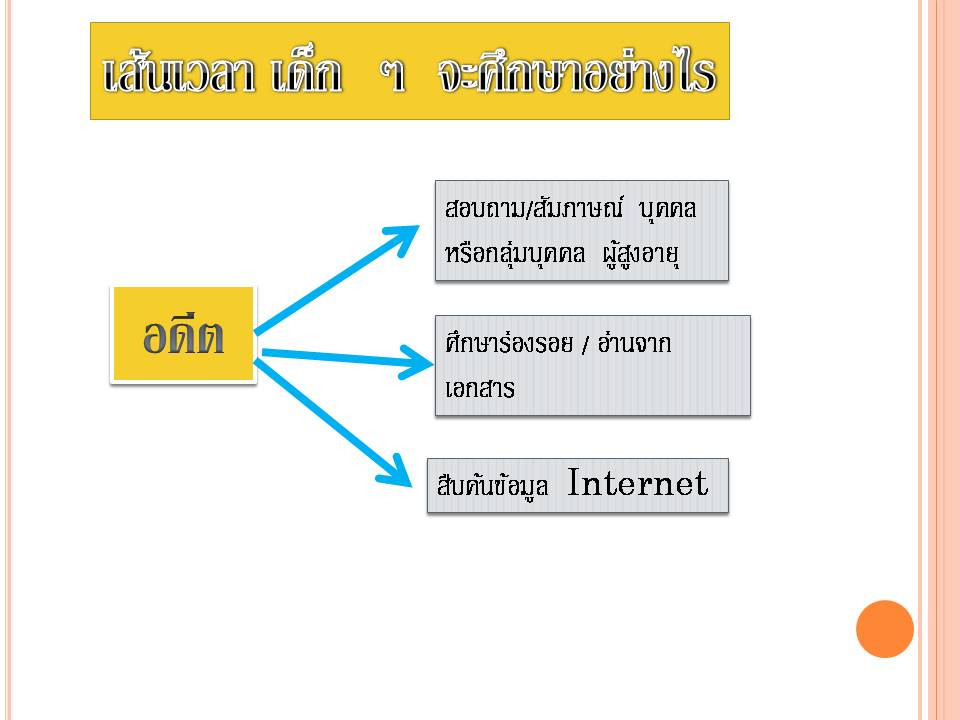 เส้นเวลา เด็ก ๆ จะศึกษาอย่างไร
สอบถาม/สัมภาษณ์ บุคคล
หรือกลุ่มบุคคล ผู้สูงอายุ
อดีต
ศึกษาร่องรอย / อ่านจาก
เอกสาร
สืบค้นข้อมูล Internet